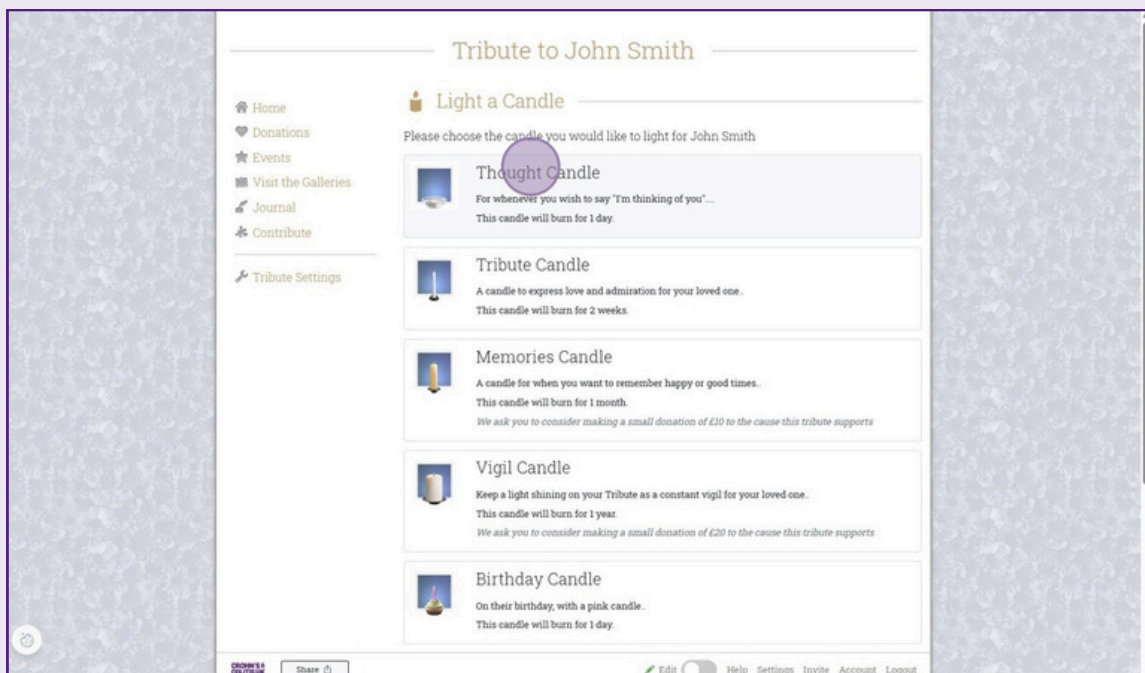 Tribute to John Smith
Home
Donations
Events
Visit the Galleries
Journal
Contribute
Tribute Settings
Light a Candle
Please choose the candle you would like to light for John Smith
Thought Candle
For whenever you wish to say "I'm thinking of you"....
This candle will burn for 1 day.
Tribute Candle
A candle to express love and admiration for your loved one..
This candle will burn for 2 weeks.
Memories Candle
A candle for when you want to remember happy or good times..
This candle will burn for 1 month.
We ask you to consider making a small donation of £10 to the cause this tribute supports
Vigil Candle
Keep a light shining on your Tribute as a constant vigil for your loved one..
This candle will burn for 1 year.
We ask you to consider making a small donation of £20 to the cause this tribute supports
Birthday Candle
On their birthday, with a pink candle..
This candle will burn for 1 day.
CROHN'S &
COLITIS UK
Share
Edit Help Settings Invite Account Logout